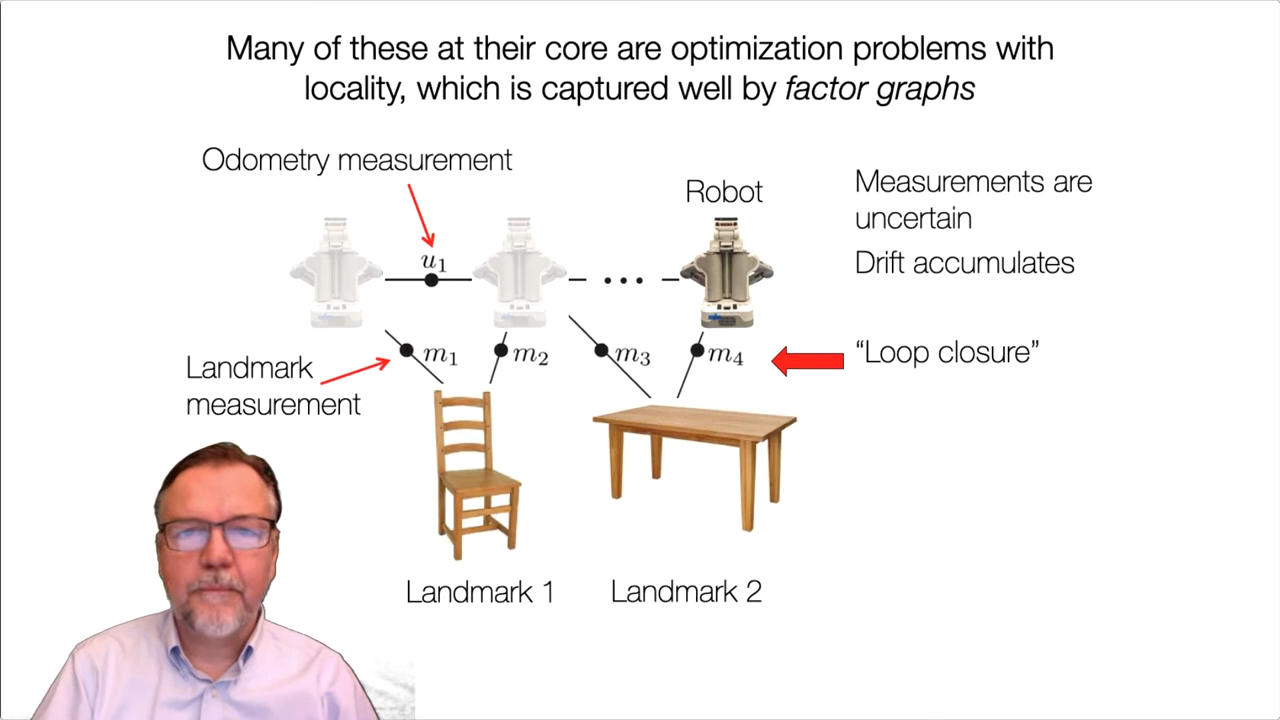 Many of these at their core are optimization problems with
locality, which is captured well by factor graphs
Odometry measurement
Robot
Measurements are
uncertain
Drift accumulates
u1
...
m1
m2
m3
m4
"Loop closure"
Landmark
measurement
Landmark 1
Landmark 2